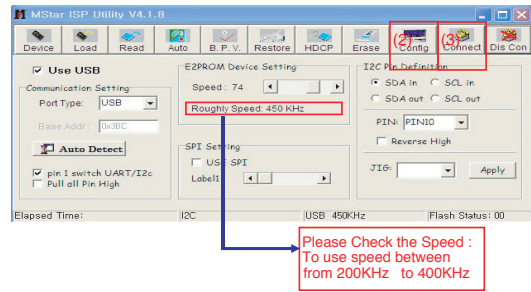 MStar ISP Utility V4.1.8
Device Load Read Auto B. P. V. Restore HDCP Erase Config Connect Dis Con
(2) (3)
Use USB
Communication Setting
Port Type: USB
Base Addr: 0x3BC
Auto Detect
pin 1 switch UART/I2c
Pull all Pin High
E2PROM Device Setting
Speed: 74
Roughly Speed: 450 KHz
SPI Setting
USE SPI
Label1
I2C Pin Definition
SDA in SCL in
SDA out SCL out
PIN: PIN10
Reverse High
JIG: Apply
Elapsed Time: I2C USB 450KHz Flash Status: 00
Please Check the Speed :
To use speed between
from 200KHz to 400KHz